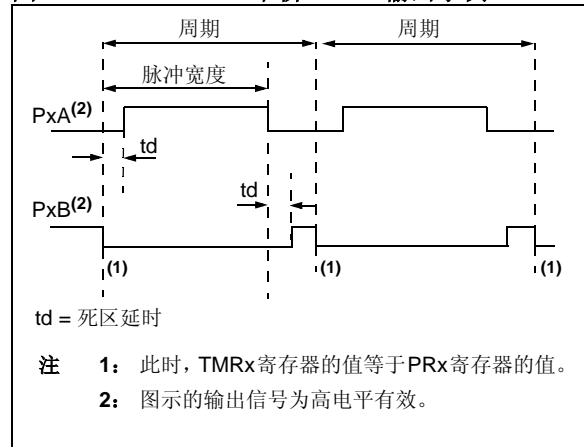 周期 周期
脉冲宽度
PxA(2)
td
td
PxB(2)
(1) (1) (1)
td = 死区延时
注 1: 此时，TMRx寄存器的值等于PRx寄存器的值。
2: 图示的输出信号为高电平有效。